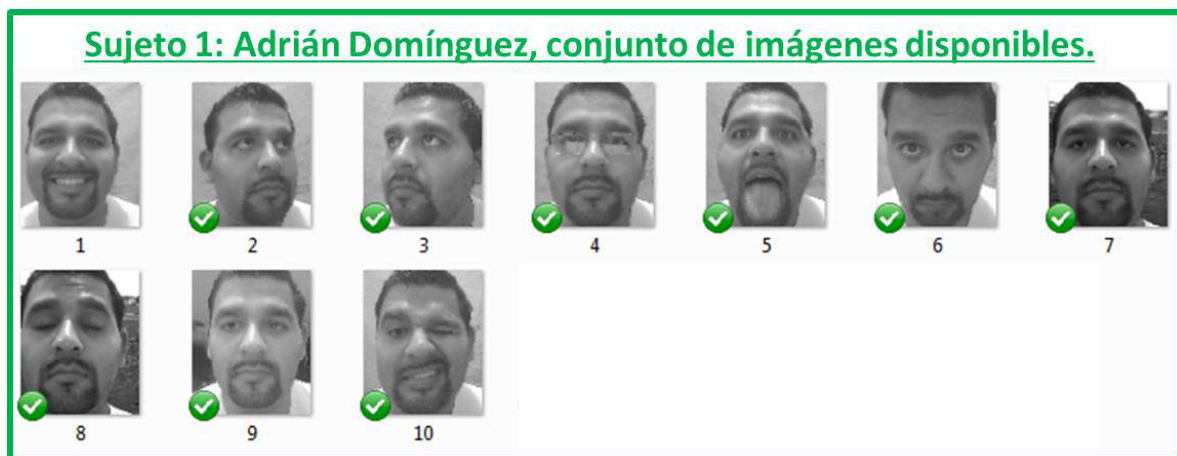 Sujeto 1: Adrián Domínguez, conjunto de imágenes disponibles.
1 2 3 4 5 6 7
8 9 10